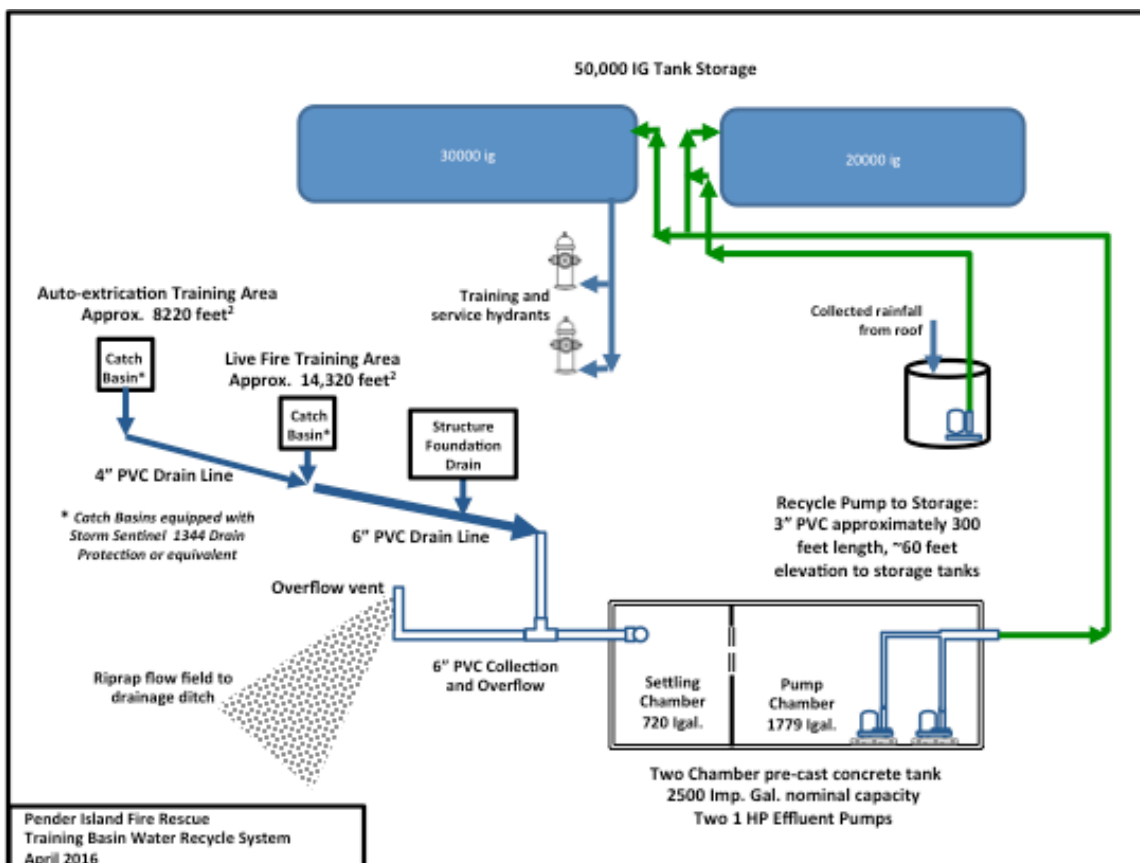 50,000 IG Tank Storage
30000 ig
20000 ig
Training and
service hydrants
Auto-extrication Training Area
Approx. 8220 feet²
Catch
Basin*
Live Fire Training Area
Approx. 14,320 feet²
Catch
Basin*
Structure
Foundation
Drain
Collected rainfall
from roof
4" PVC Drain Line
* Catch Basins equipped with
Storm Sentinel 1344 Drain
Protection or equivalent
6" PVC Drain Line
Recycle Pump to Storage:
3" PVC approximately 300
feet length, ~60 feet
elevation to storage tanks
Overflow vent
Riprap flow field to
drainage ditch
6" PVC Collection
and Overflow
Settling
Chamber
720 Igal.
Pump
Chamber
1779 Igal.
Two Chamber pre-cast concrete tank
2500 Imp. Gal. nominal capacity
Two 1 HP Effluent Pumps
Pender Island Fire Rescue
Training Basin Water Recycle System
April 2016